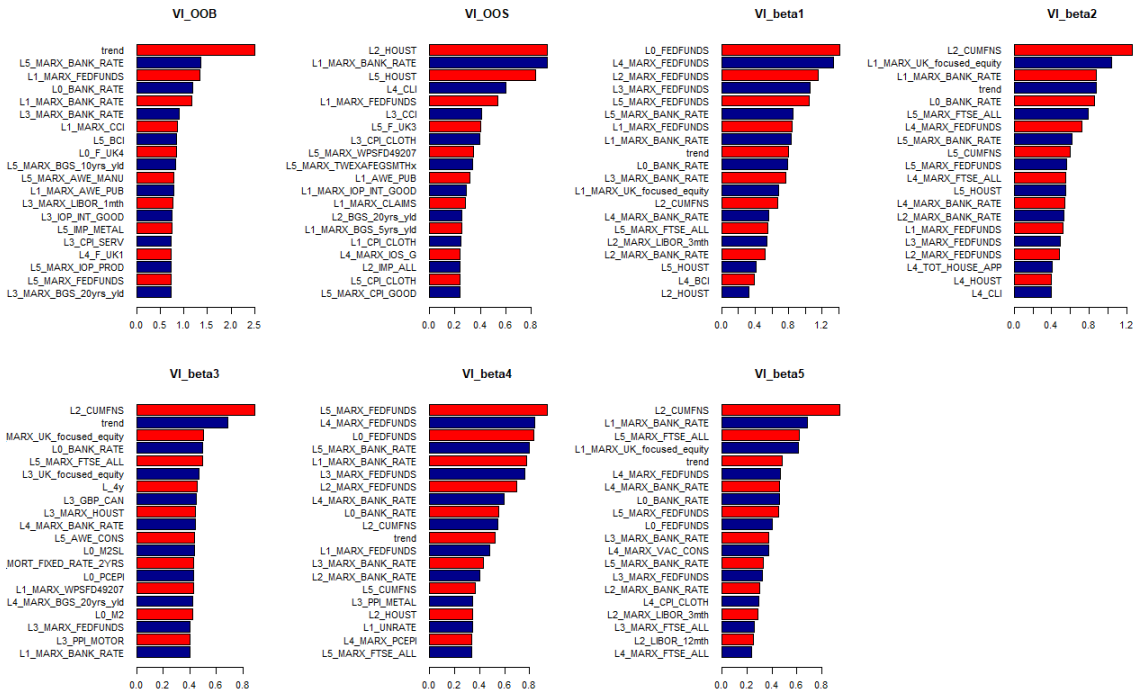 VI_OOB
trend
L5_MARX_BANK_RATE
L1_MARX_FEDFUNDS
L0_BANK_RATE
L1_MARX_BANK_RATE
L3_MARX_BANK_RATE
L1_MARX_CCI
L5_BCI
L0_F_UK4
L5_MARX_BGS_10yrs_yld
L5_MARX_AWE_MANU
L1_MARX_AWE_PUB
L3_MARX_LIBOR_1mth
L3_IOP_INT_GOOD
L5_IMP_METAL
L3_CPI_SERV
L4_F_UK1
L5_MARX_IOP_PROD
L5_MARX_FEDFUNDS
L3_MARX_BGS_20yrs_yld
0.0 0.5 1.0 1.5 2.0 2.5
VI_OOS
L2_HOUST
L1_MARX_BANK_RATE
L5_HOUST
L4_CLI
L1_MARX_FEDFUNDS
L3_CCI
L5_F_UK3
L3_CPI_CLOTH
L5_MARX_WPSFD49207
L5_MARX_TWEXAFEGSMTHx
L1_AWE_PUB
L1_MARX_IOP_INT_GOOD
L1_MARX_CLAIMS
L2_BGS_20yrs_yld
L1_MARX_BGS_5yrs_yld
L1_CPI_CLOTH
L4_MARX_IOS_G
L2_IMP_ALL
L5_CPI_CLOTH
L5_MARX_CPI_GOOD
0.0 0.2 0.4 0.6 0.8
VI_beta1
L0_FEDFUNDS
L4_MARX_FEDFUNDS
L2_MARX_FEDFUNDS
L3_MARX_FEDFUNDS
L5_MARX_FEDFUNDS
L5_MARX_BANK_RATE
L1_MARX_FEDFUNDS
L1_MARX_BANK_RATE
trend
L0_BANK_RATE
L3_MARX_BANK_RATE
L1_MARX_UK_focused_equity
L2_CUMFNS
L4_MARX_BANK_RATE
L5_MARX_FTSE_ALL
L2_MARX_LIBOR_3mth
L2_MARX_BANK_RATE
L5_HOUST
L4_BCI
L2_HOUST
0.0 0.4 0.8 1.2
VI_beta2
L2_CUMFNS
L1_MARX_UK_focused_equity
L1_MARX_BANK_RATE
trend
L0_BANK_RATE
L5_MARX_FTSE_ALL
L4_MARX_FEDFUNDS
L5_MARX_BANK_RATE
L5_CUMFNS
L5_MARX_FEDFUNDS
L4_MARX_FTSE_ALL
L5_HOUST
L4_MARX_BANK_RATE
L2_MARX_BANK_RATE
L1_MARX_FEDFUNDS
L3_MARX_FEDFUNDS
L2_MARX_FEDFUNDS
L4_TOT_HOUSE_APP
L4_HOUST
L4_CLI
0.0 0.4 0.8 1.2
VI_beta3
L2_CUMFNS
trend
MARX_UK_focused_equity
L0_BANK_RATE
L5_MARX_FTSE_ALL
L3_UK_focused_equity
L_4y
L3_GBP_CAN
L3_MARX_HOUST
L4_MARX_BANK_RATE
L5_AWE_CONS
L0_M2SL
_MORT_FIXED_RATE_2YRS
L0_PCEPI
L1_MARX_WPSFD49207
L4_MARX_BGS_20yrs_yld
L0_M2
L3_MARX_FEDFUNDS
L3_PPI_MOTOR
L1_MARX_BANK_RATE
0.0 0.2 0.4 0.6 0.8
VI_beta4
L5_MARX_FEDFUNDS
L4_MARX_FEDFUNDS
L0_FEDFUNDS
L5_MARX_BANK_RATE
L1_MARX_BANK_RATE
L3_MARX_FEDFUNDS
L2_MARX_FEDFUNDS
L4_MARX_BANK_RATE
L0_BANK_RATE
L2_CUMFNS
trend
L1_MARX_FEDFUNDS
L3_MARX_BANK_RATE
L2_MARX_BANK_RATE
L5_CUMFNS
L3_PPI_METAL
L2_HOUST
L1_UNRATE
L4_MARX_PCEPI
L5_MARX_FTSE_ALL
0.0 0.2 0.4 0.6 0.8
VI_beta5
L2_CUMFNS
L1_MARX_BANK_RATE
L5_MARX_FTSE_ALL
L1_MARX_UK_focused_equity
trend
L4_MARX_FEDFUNDS
L4_MARX_BANK_RATE
L0_BANK_RATE
L5_MARX_FEDFUNDS
L0_FEDFUNDS
L3_MARX_BANK_RATE
L4_MARX_VAC_CONS
L5_MARX_BANK_RATE
L3_MARX_FEDFUNDS
L2_MARX_BANK_RATE
L4_CPI_CLOTH
L2_MARX_LIBOR_3mth
L3_MARX_FTSE_ALL
L2_LIBOR_12mth
L4_MARX_FTSE_ALL
0.0 0.2 0.4 0.6 0.8